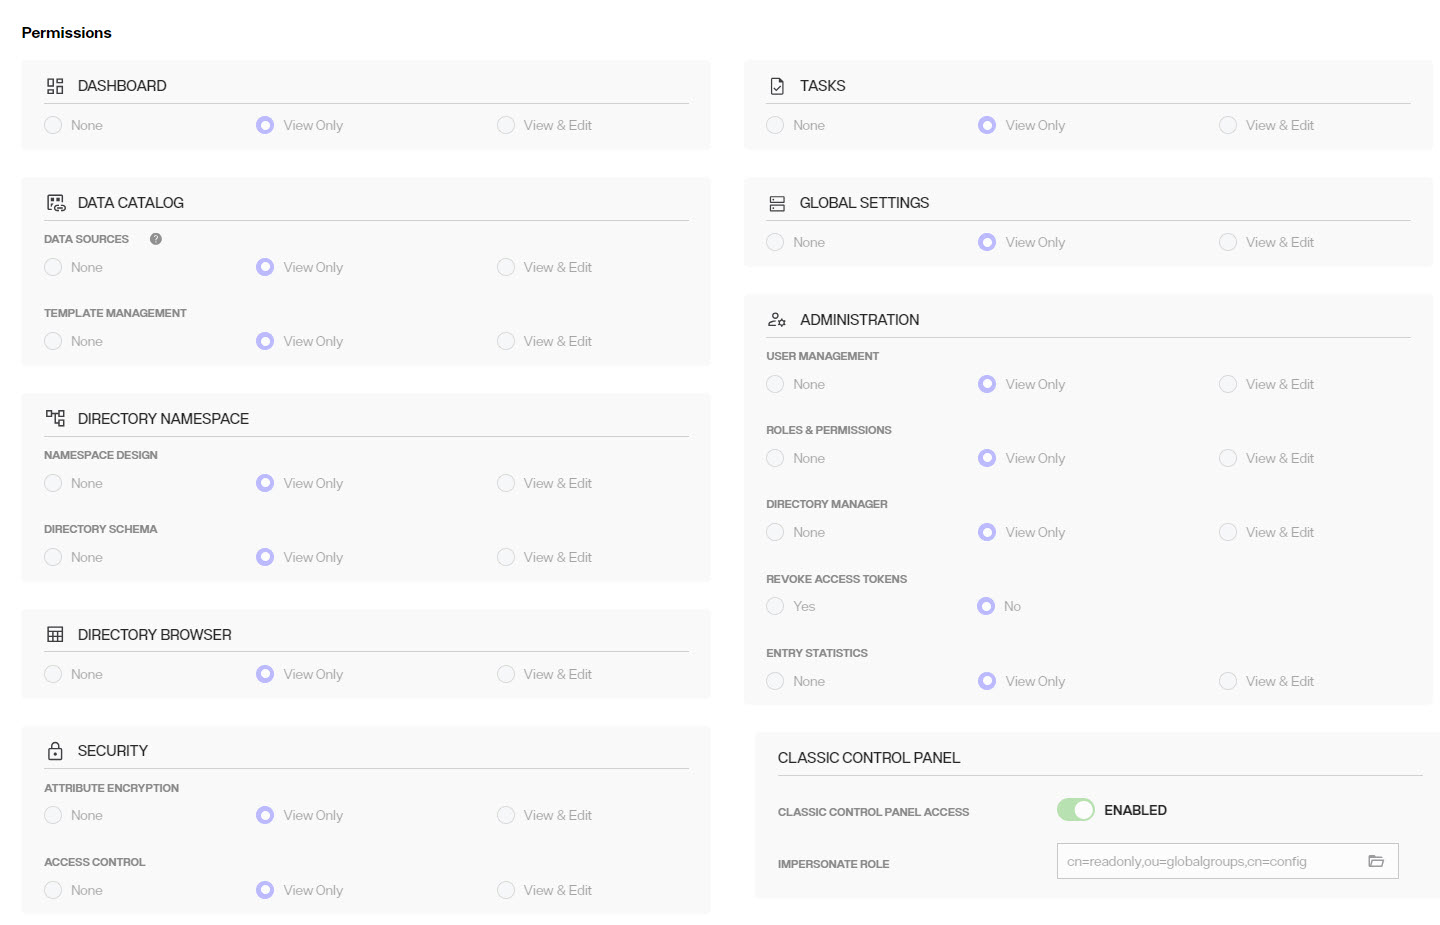 Permissions
DASHBOARD
None View Only View & Edit
DATA CATALOG
DATA SOURCES ?
None View Only View & Edit
TEMPLATE MANAGEMENT
None View Only View & Edit
DIRECTORY NAMESPACE
NAMESPACE DESIGN
None View Only View & Edit
DIRECTORY SCHEMA
None View Only View & Edit
DIRECTORY BROWSER
None View Only View & Edit
SECURITY
ATTRIBUTE ENCRYPTION
None View Only View & Edit
ACCESS CONTROL
None View Only View & Edit
TASKS
None View Only View & Edit
GLOBAL SETTINGS
None View Only View & Edit
ADMINISTRATION
USER MANAGEMENT
None View Only View & Edit
ROLES & PERMISSIONS
None View Only View & Edit
DIRECTORY MANAGER
None View Only View & Edit
REVOKE ACCESS TOKENS
Yes No
ENTRY STATISTICS
None View Only View & Edit
CLASSIC CONTROL PANEL
CLASSIC CONTROL PANEL ACCESS ENABLED
IMPERSONATE ROLE cn=readonly,ou=globalgroups,cn=config